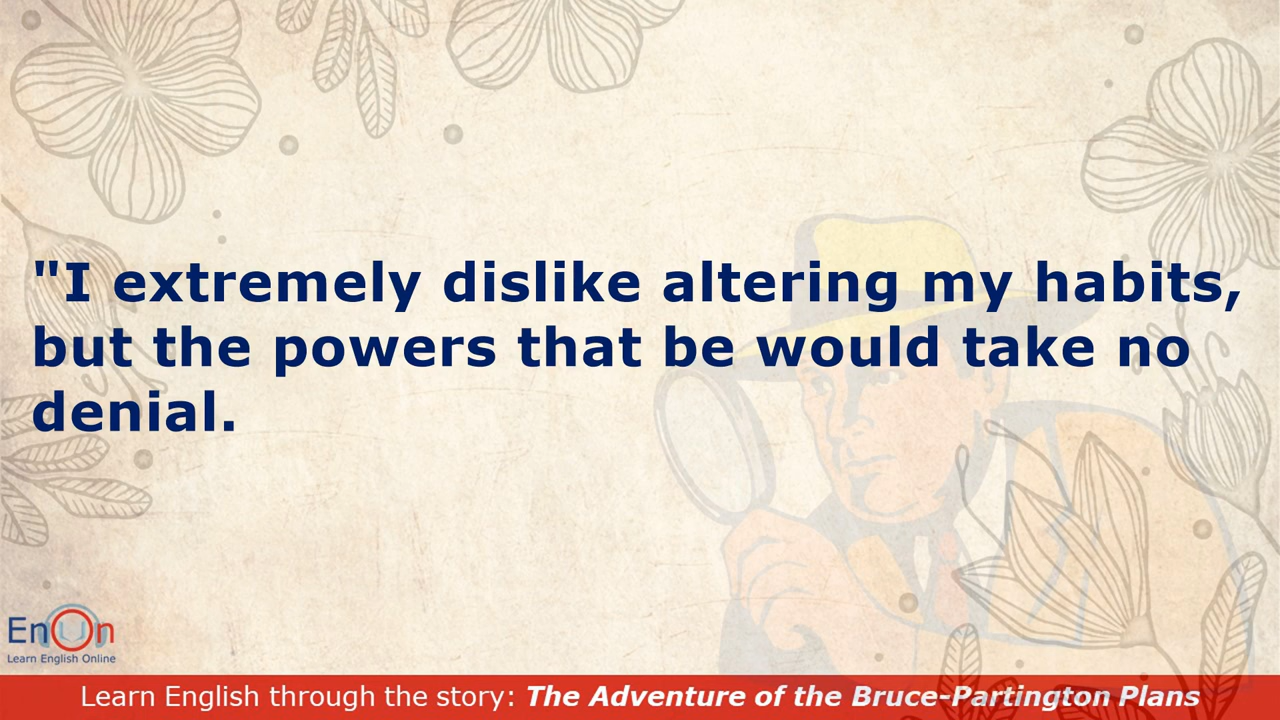 "I extremely dislike altering my habits,
but the powers that be would take no
denial.
EnOn
Learn English Online
Learn English through the story: The Adventure of the Bruce-Partington Plans